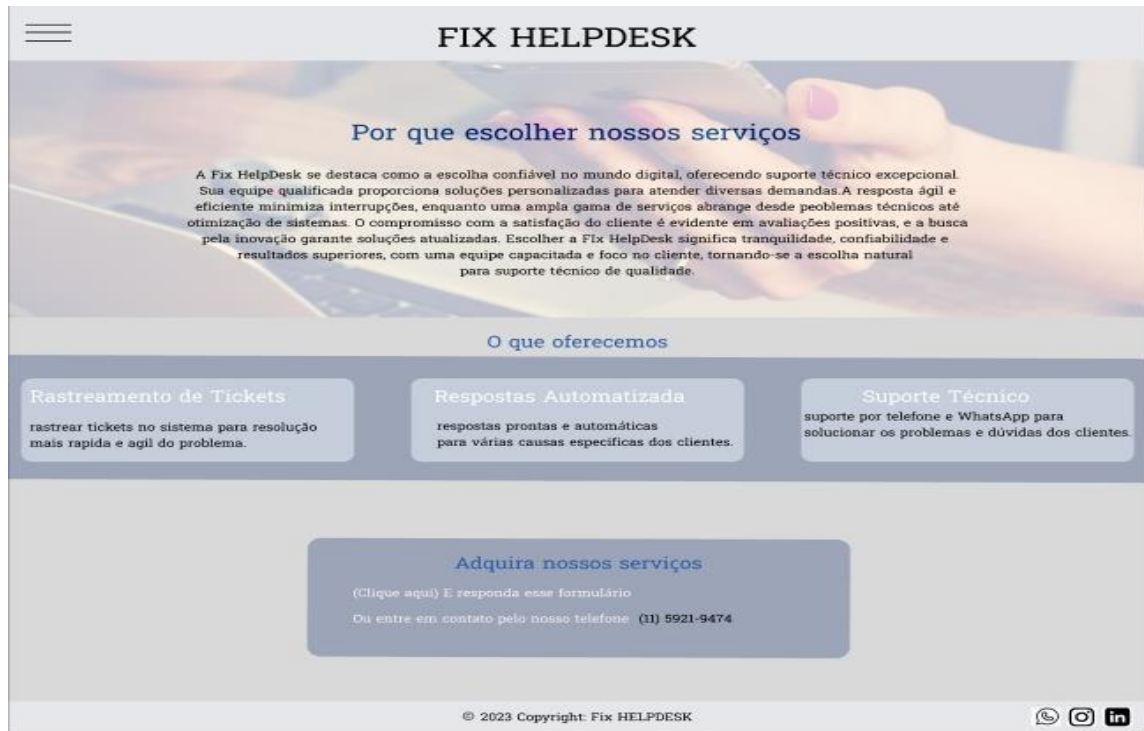 FIX HELPDESK
Por que escolher nossos serviços
A Fix HelpDesk se destaca como a escolha confiável no mundo digital, oferecendo suporte técnico excepcional.
Sua equipe qualificada proporciona soluções personalizadas para atender diversas demandas.A resposta ágil e
eficiente minimiza interrupções, enquanto uma ampla gama de serviços abrange desde peoblemas técnicos até
otimização de sistemas. O compromisso com a satisfação do cliente é evidente em avaliações positivas, e a busca
pela inovação garante soluções atualizadas. Escolher a FIx HelpDesk significa tranquilidade, confiabilidade e
resultados superiores, com uma equipe capacitada e foco no cliente, tornando-se a escolha natural
para suporte técnico de qualidade.
O que oferecemos
Rastreamento de Tickets
rastrear tickets no sistema para resolução
mais rapida e agil do problema.
Respostas Automatizada
respostas prontas e automáticas
para várias causas especificas dos clientes.
Suporte Técnico
suporte por telefone e WhatsApp para
solucionar os problemas e dúvidas dos clientes.
Adquira nossos serviços
(Clique aqui) E responda esse formulário
Ou entre em contato pelo nosso telefone (11) 5921-9474
© 2023 Copyright: Fix HELPDESK
in